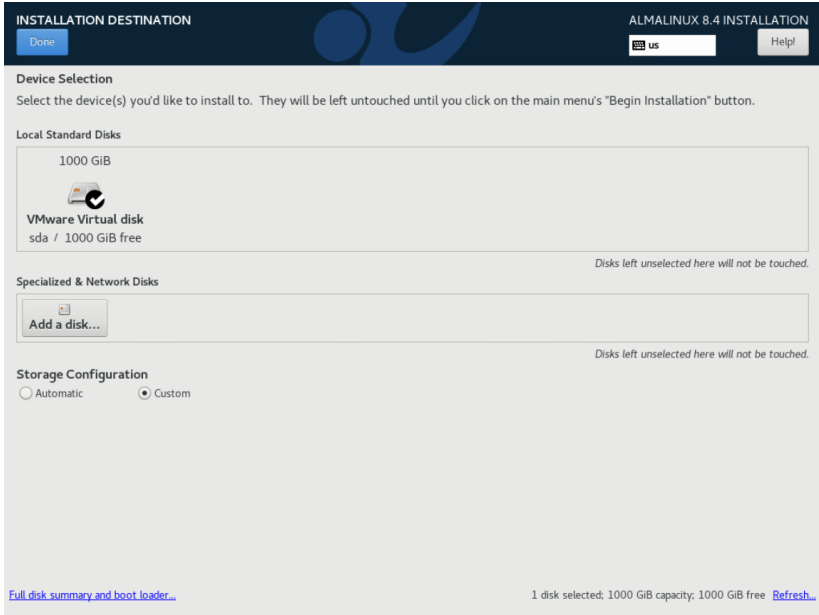 INSTALLATION DESTINATION
ALMALINUX 8.4 INSTALLATION
Done
us
Help!
Device Selection
Select the device(s) you'd like to install to. They will be left untouched until you click on the main menu's "Begin Installation" button.
Local Standard Disks
1000 GiB
VMware Virtual disk
sda / 1000 GiB free
Disks left unselected here will not be touched.
Specialized & Network Disks
Add a disk...
Disks left unselected here will not be touched.
Storage Configuration
Automatic
Custom
Full disk summary and boot loader...
1 disk selected; 1000 GiB capacity; 1000 GiB free
Refresh...